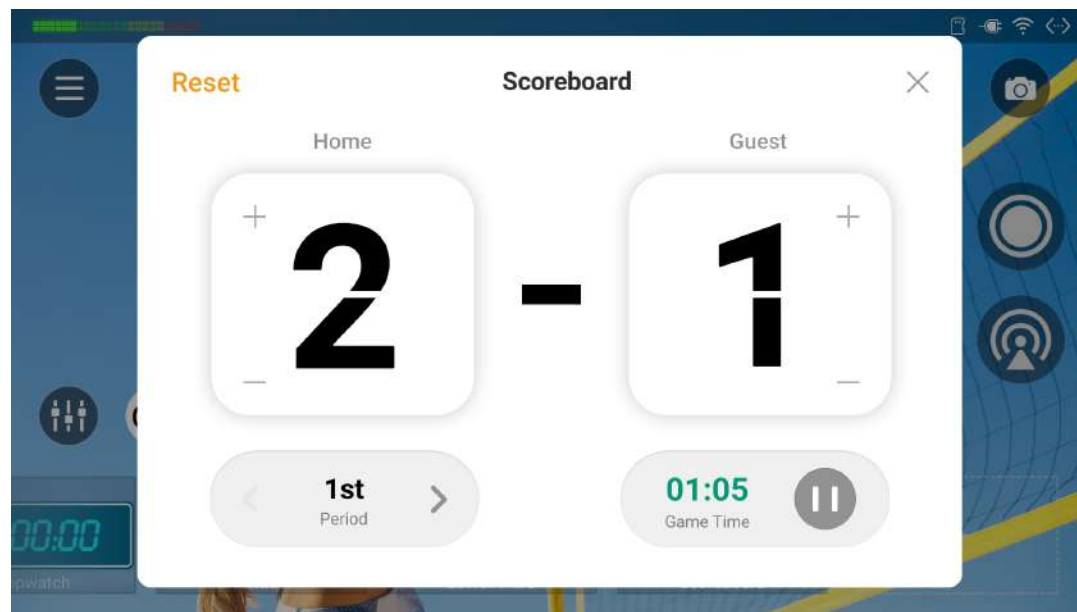 Reset
Scoreboard
Home
Guest
2 - 1
1st
Period
01:05
Game Time
00:00